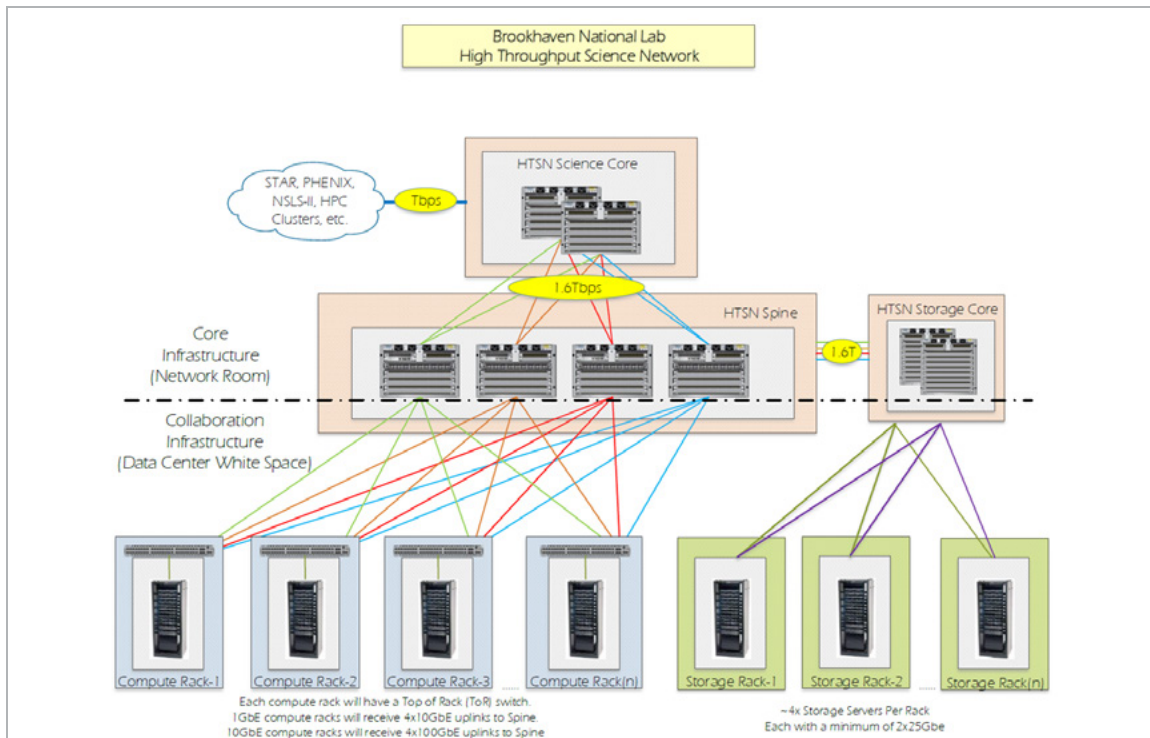 Brookhaven National Lab
High Throughput Science Network
HTSN Science Core
STAR, PHENIX,
NSLS-II, HPC
Clusters, etc.
Tbps
1.6Tbps
HTSN Spine
HTSN Storage Core
1.6T
Core
Infrastructure
(Network Room)
Collaboration
Infrastructure
(Data Center White Space)
Compute Rack-1
Compute Rack-2
Compute Rack-3
......
Compute Rack(n)
Storage Rack-1
Storage Rack-2
......
Storage Rack(n)
Each compute rack will have a Top of Rack (ToR) switch.
1GbE compute racks will receive 4x10GbE uplinks to Spine.
10GbE compute racks will receive 4x100GbE uplinks to Spine
~4x Storage Servers Per Rack
Each with a minimum of 2x25Gbe